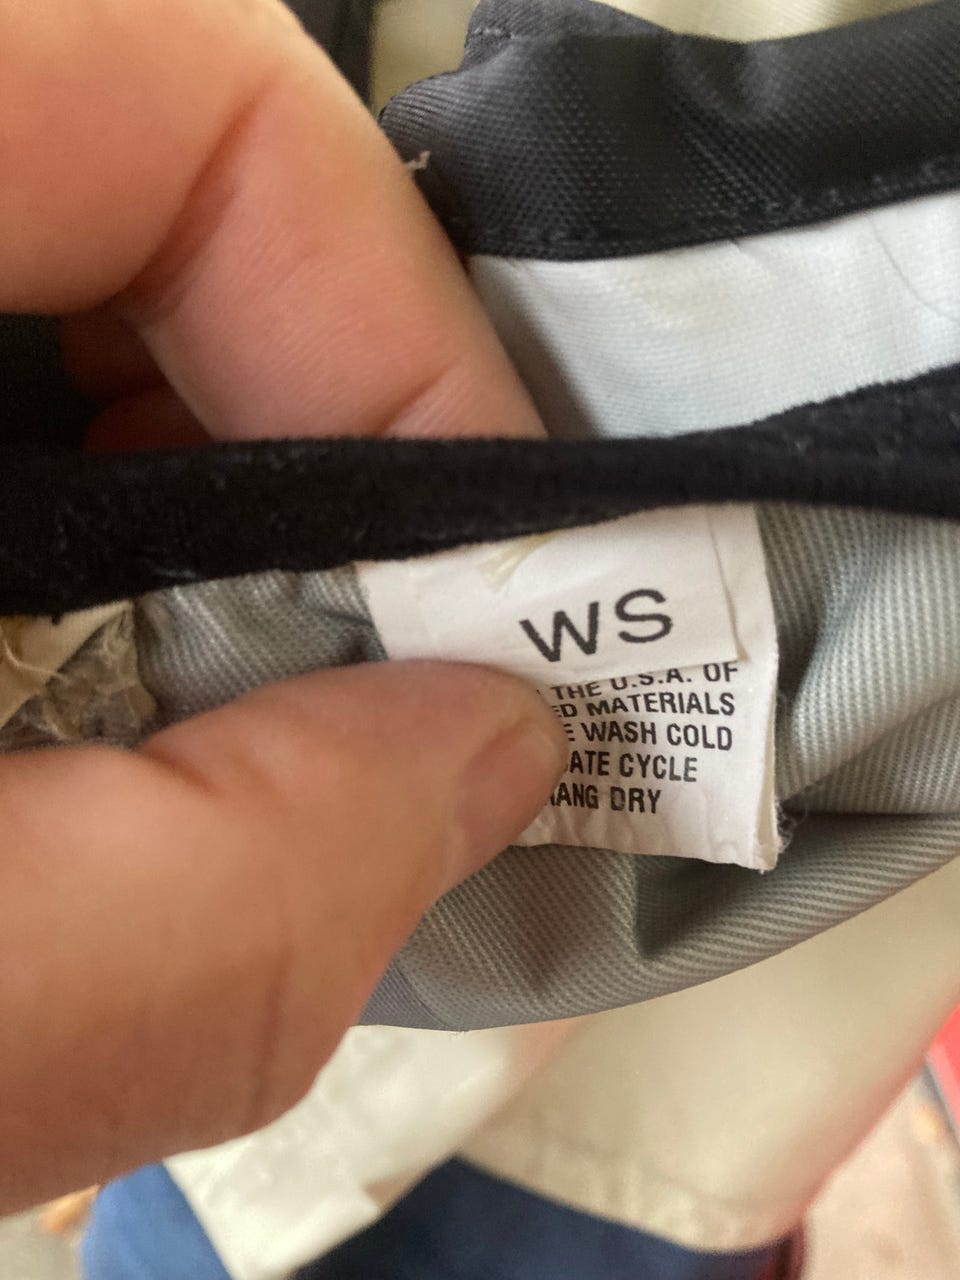 WS
THE U.S.A. OF
MATERIALS
WASH COLD
CYCLE
DRY